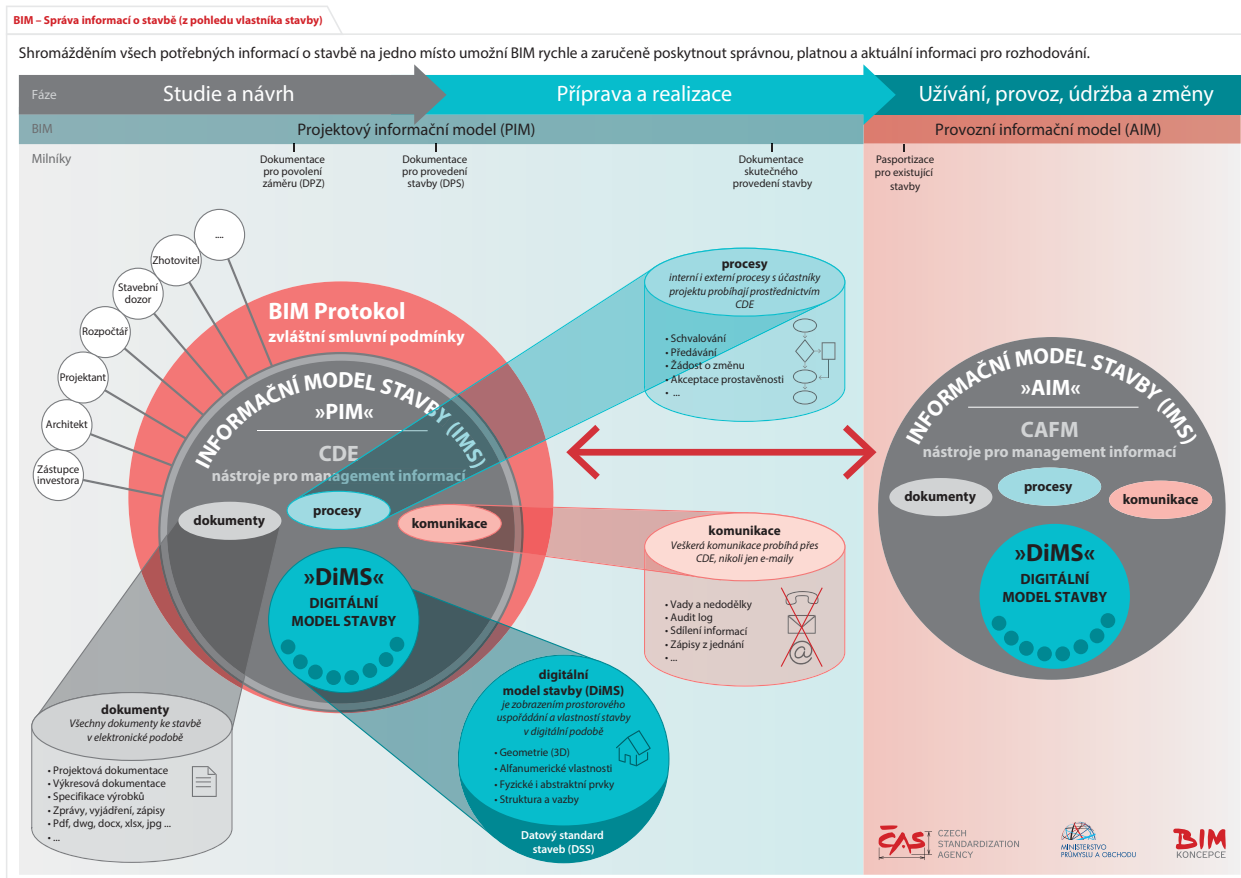 BIM – Správa informací o stavbě (z pohledu vlastníka stavby)
Shromážděním všech potřebných informací o stavbě na jedno místo umožní BIM rychle a zaručeně poskytnout správnou, platnou a aktuální informaci pro rozhodování.
Fáze
Studie a návrh
Příprava a realizace
Užívání, provoz, údržba a změny
BIM
Projektový informační model (PIM)
Provozní informační model (AIM)
Milníky
Dokumentace
pro povolení
záměru (DPZ)
Dokumentace
pro provedení
stavby (DPS)
Dokumentace
skutečného
provedení stavby
Pasportizace
pro existující
stavby
....
Zhotovitel
Stavební
dozor
Rozpočtář
Projektant
Architekt
Zástupce
investora
BIM Protokol
zvláštní smluvní podmínky
INFORMAČNÍ MODEL STAVBY (IMS)
»PIM«
CDE
nástroje pro management informací
dokumenty
procesy
komunikace
»DiMS«
DIGITÁLNÍ
MODEL STAVBY
procesy
interní i externí procesy s účastníky
projektu probíhají prostřednictvím
CDE
• Schvalování
• Předávání
• Žádost o změnu
• Akceptace prostavěnosti
• ...
komunikace
Veškerá komunikace probíhá přes
CDE, nikoli jen e-maily
• Vady a nedodělky
• Audit log
• Sdílení informací
• Zápisy z jednání
• ...
@
dokumenty
Všechny dokumenty ke stavbě
v elektronické podobě
• Projektová dokumentace
• Výkresová dokumentace
• Specifikace výrobků
• Zprávy, vyjádření, zápisy
• Pdf, dwg, docx, xlsx, jpg ...
• ...
digitální
model stavby (DiMS)
je zobrazením prostorového
uspořádání a vlastností stavby
v digitální podobě
• Geometrie (3D)
• Alfanumerické vlastnosti
• Fyzické i abstraktní prvky
• Struktura a vazby
Datový standard
staveb (DSS)
INFORMAČNÍ MODEL STAVBY (IMS)
»AIM«
CAFM
nástroje pro management informací
dokumenty
procesy
komunikace
»DiMS«
DIGITÁLNÍ
MODEL STAVBY
ČAS
CZECH
STANDARDIZATION
AGENCY
MINISTERSTVO
PRŮMYSLU A OBCHODU
BIM
KONCEPCE